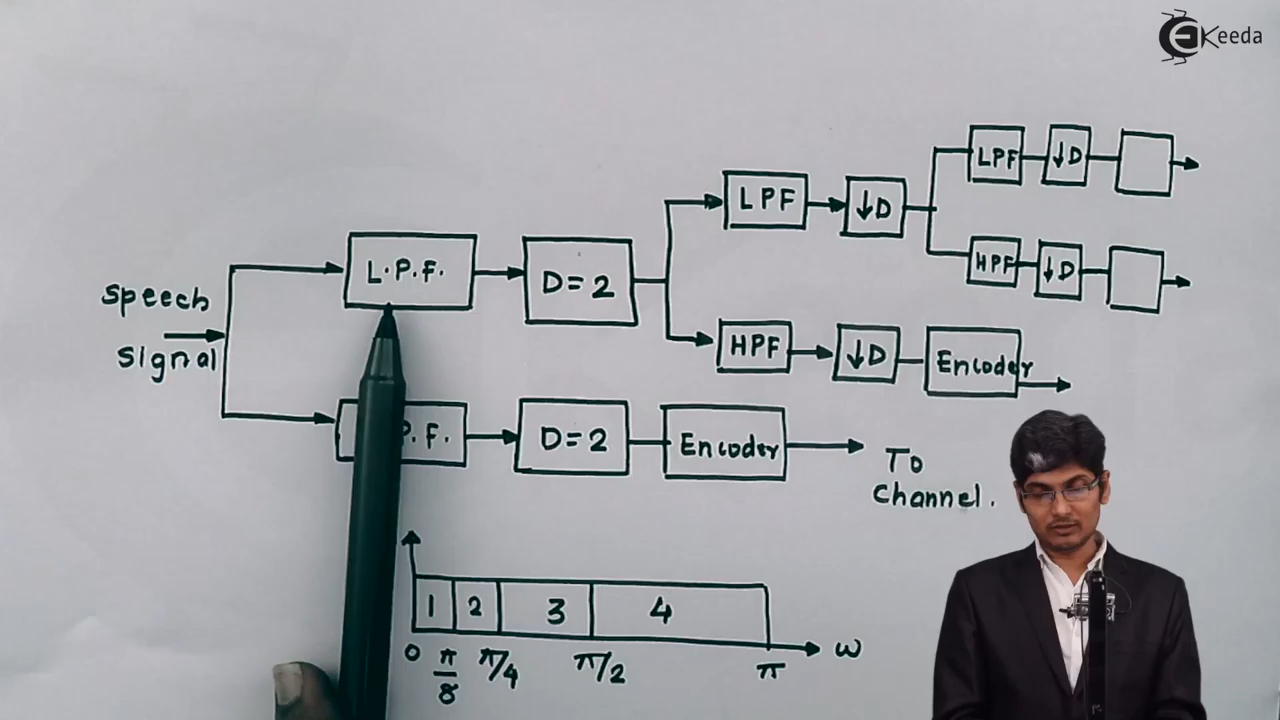 Keeda
LPF
↓D
LPF
↓D
HPF
↓D
L.P.F.
D=2
Speech
Signal
HPF
↓D
Encoder
P.F.
D=2
Encoder
To
channel.
1
2
3
4
0
π/8
π/4
π/2
π
ω